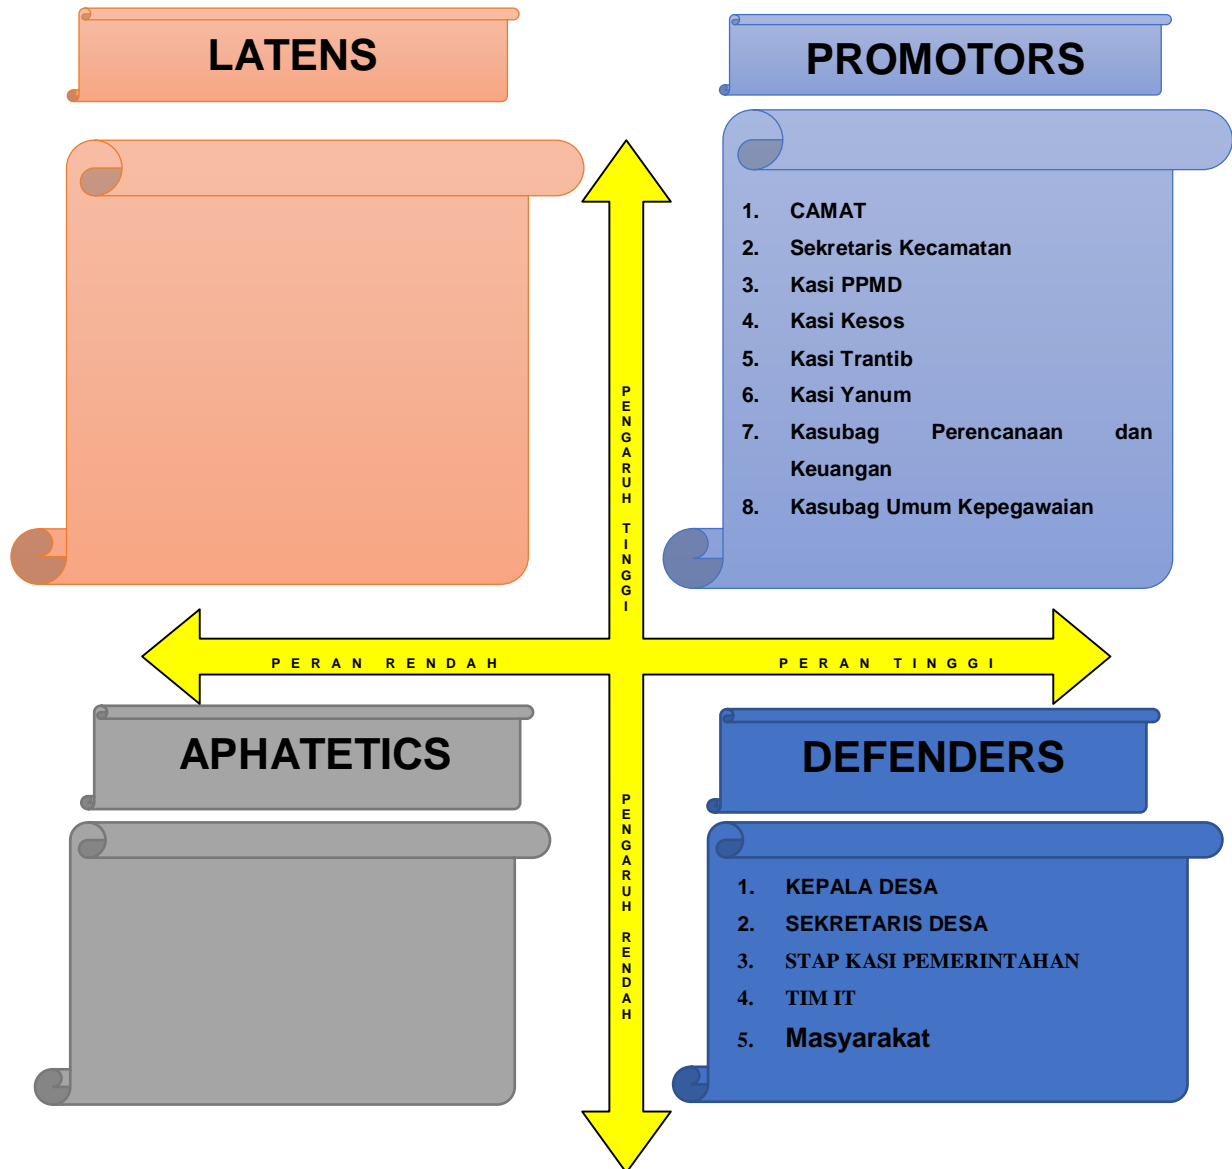 LATENS
PROMOTORS
1. CAMAT
2. Sekretaris Kecamatan
3. Kasi PPMD
4. Kasi Kesos
5. Kasi Trantib
6. Kasi Yanum
7. Kasubag Perencanaan dan
Keuangan
8. Kasubag Umum Kepegawaian
PENGARUH TINGGI
PERAN RENDAH
PERAN TINGGI
APHATETICS
DEFENDERS
PENGARUH RENDAH
1. KEPALA DESA
2. SEKRETARIS DESA
3. STAP KASI PEMERINTAHAN
4. TIM IT
5. Masyarakat